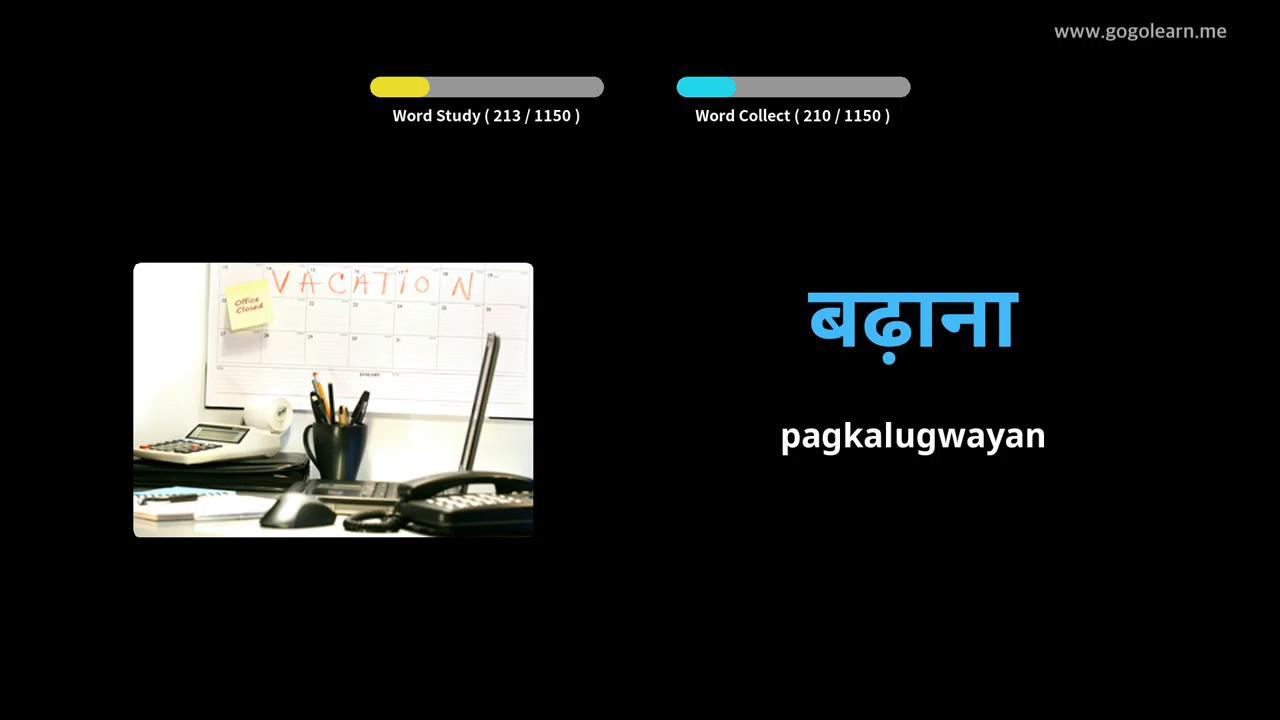 www.gogolearn.me
Word Study ( 213 / 1150 )
Word Collect ( 210 / 1150 )
VACATION
Office
Closed
बढ़ाना
pagkalugwayan